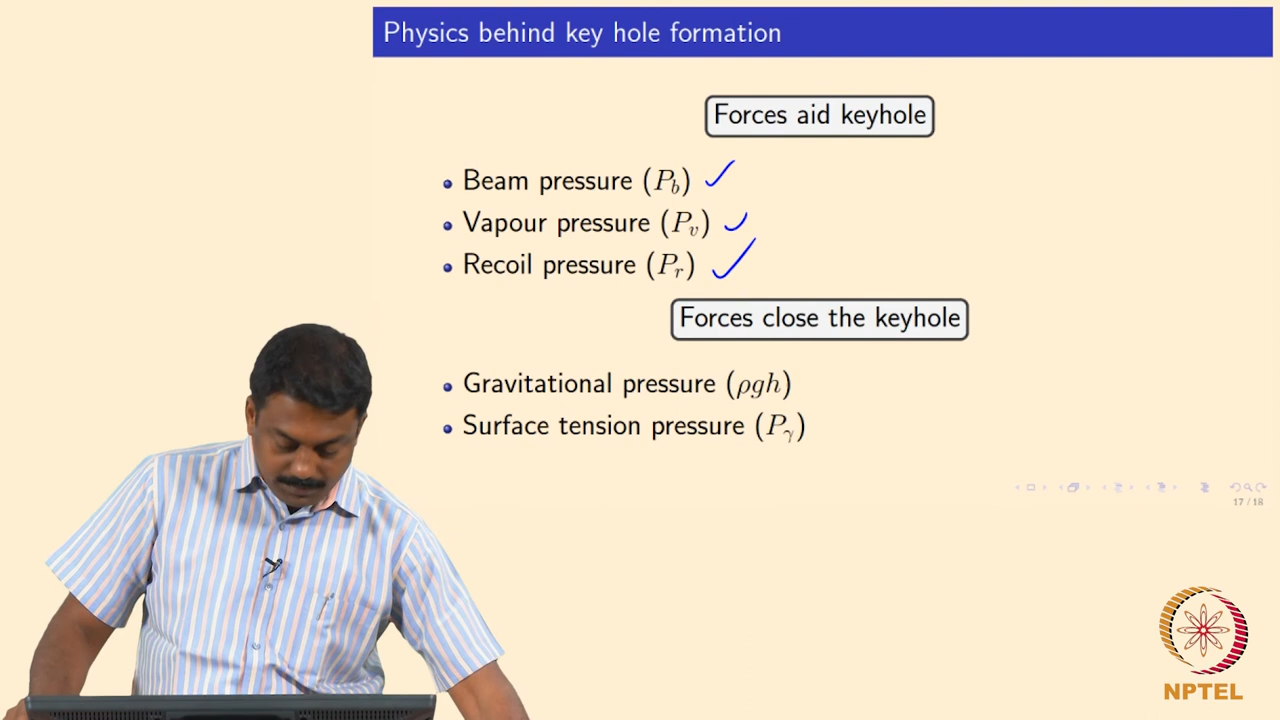 Physics behind key hole formation
Forces aid keyhole
Beam pressure (P_b)
Vapour pressure (P_v)
Recoil pressure (P_r)
Forces close the keyhole
Gravitational pressure (ρgh)
Surface tension pressure (P_γ)
17 / 18
NPTEL